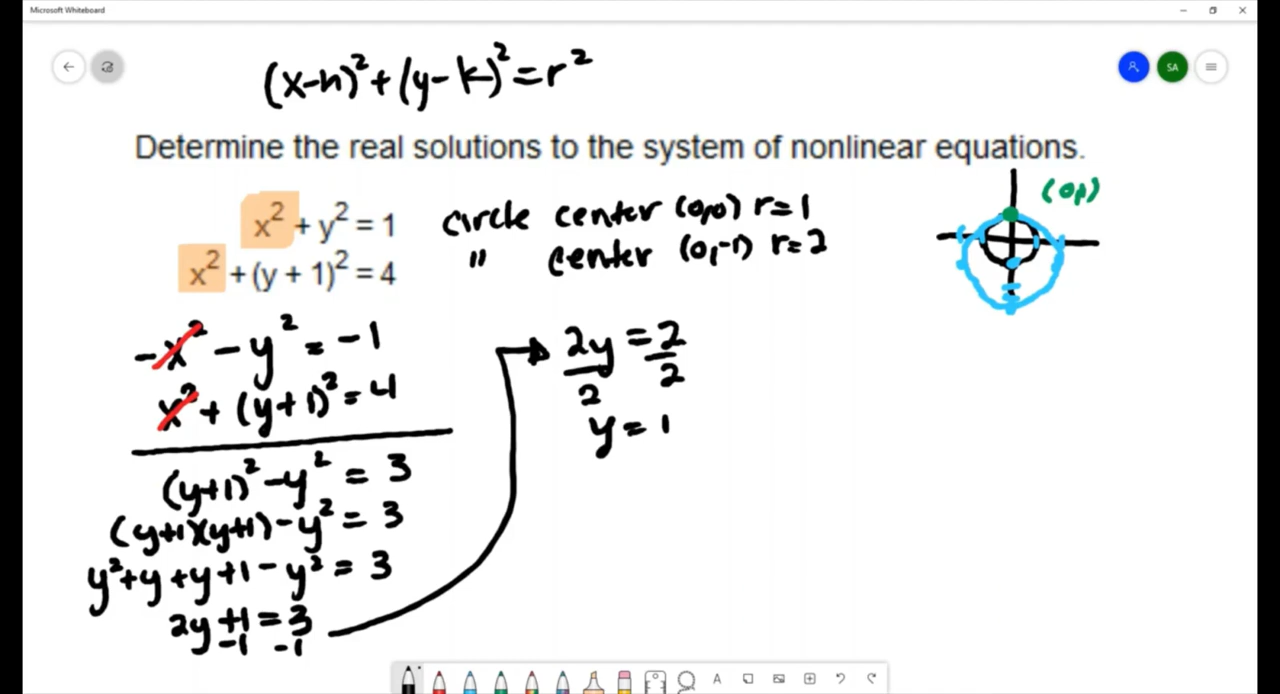 Microsoft Whiteboard
SA
(x-h)²+(y-k)²=r²
Determine the real solutions to the system of nonlinear equations.
(0,1)
x² + y² = 1
circle center (0,0) r=1
x² + (y + 1)² = 4
" center (0,-1) r=2
-x² - y² = -1
x² + (y+1)² = 4
(y+1)² - y² = 3
(y+1)(y+1) - y² = 3
y²+y+y+1-y² = 3
2y+1=3
-1 -1
2y = 2
2 2
y = 1
A